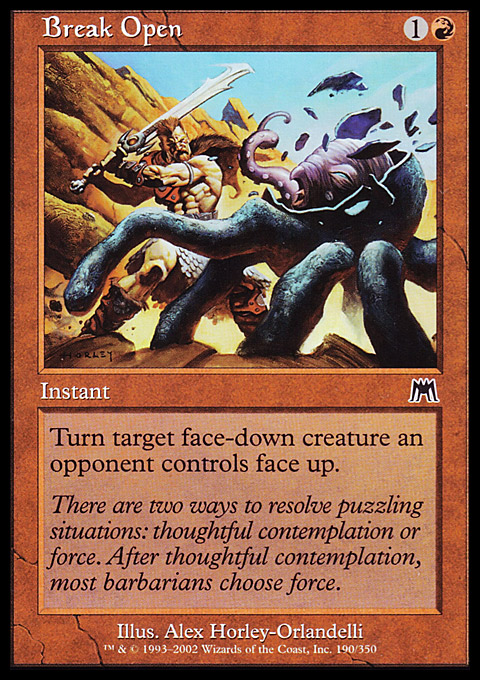 Break Open
1
HORLEY
Instant
Turn target face-down creature an
opponent controls face up.
There are two ways to resolve puzzling
situations: thoughtful contemplation or
force. After thoughtful contemplation,
most barbarians choose force.
Illus. Alex Horley-Orlandelli
™ & © 1993–2002 Wizards of the Coast, Inc. 190/350